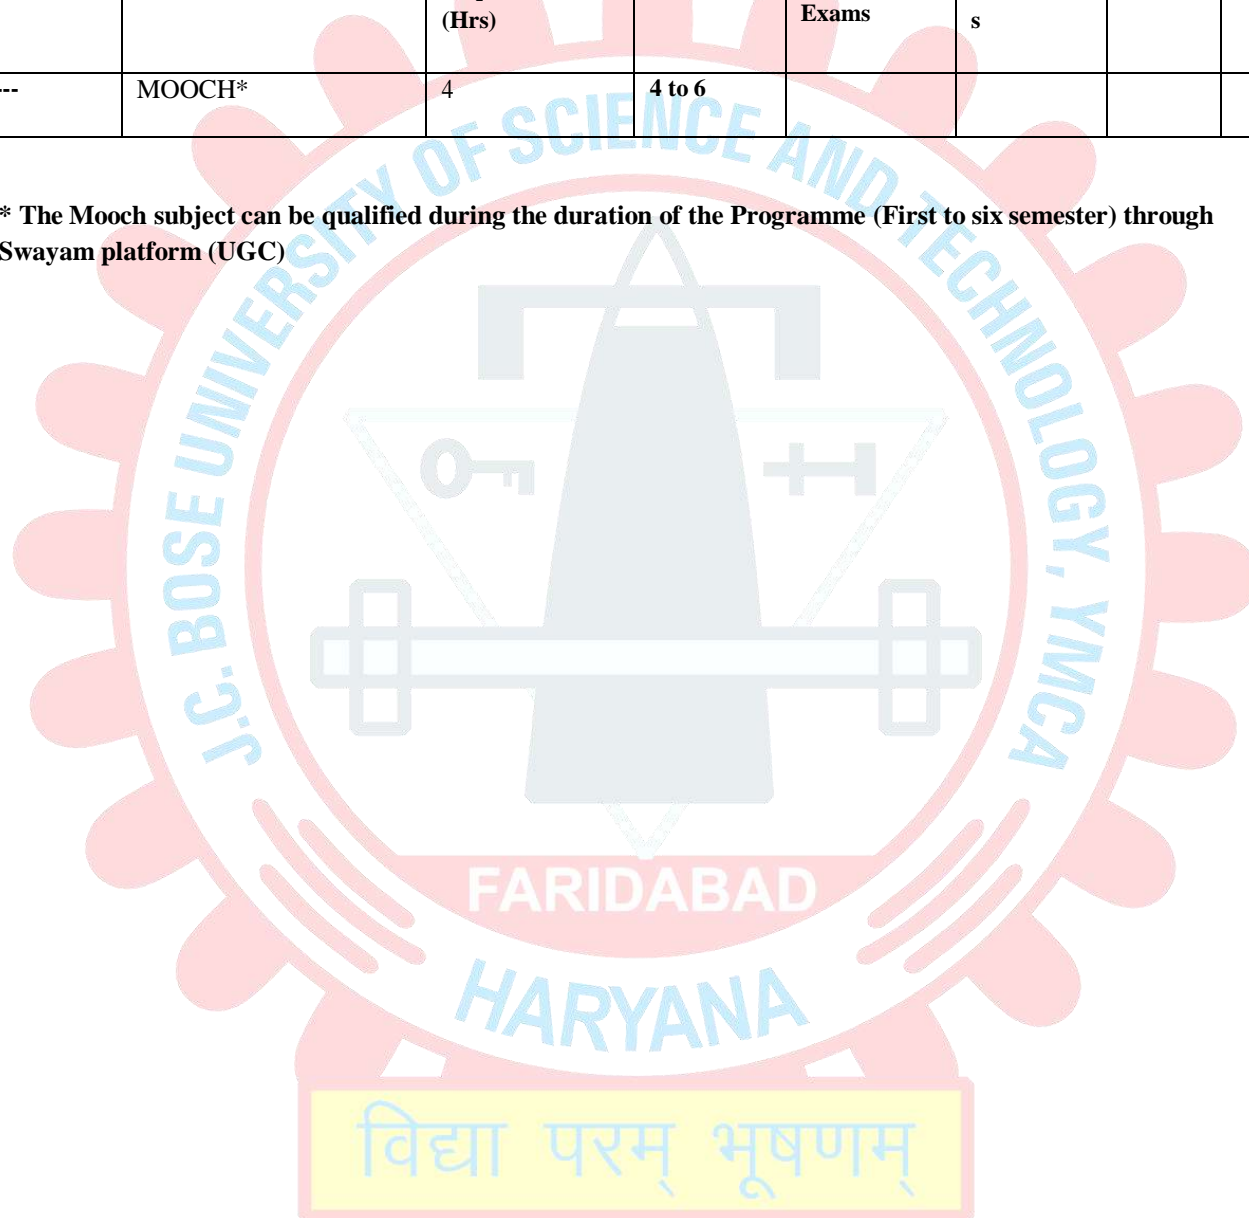 (Hrs)
Exams
s
---
MOOCH*
4
4 to 6
* The Mooch subject can be qualified during the duration of the Programme (First to six semester) through
Swayam platform (UGC)
J.C. BOSE UNIVERSITY OF SCIENCE AND TECHNOLOGY, YMCA
FARIDABAD
HARYANA
विद्या परम् भूषणम्